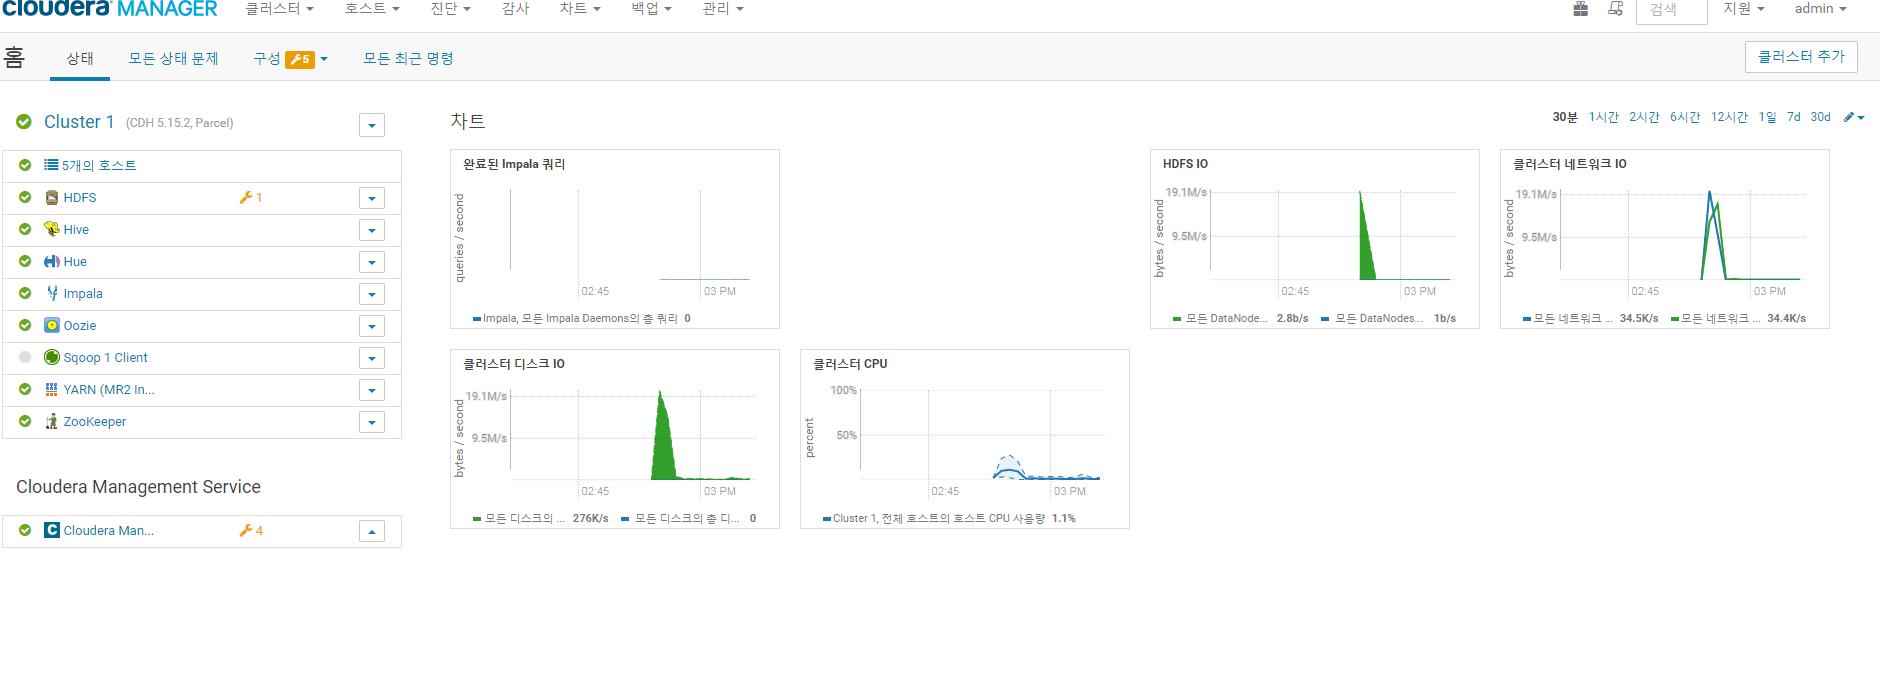 cloudera MANAGER 클러스터 호스트 진단 감사 차트 백업 관리 검색 지원 admin
홈 상태 모든 상태 문제 구성 5 모든 최근 명령 클러스터 추가
Cluster 1 (CDH 5.15.2, Parcel)
5개의 호스트
HDFS 1
Hive
Hue
Impala
Oozie
Sqoop 1 Client
YARN (MR2 In...
ZooKeeper
Cloudera Management Service
Cloudera Man... 4
차트 30분 1시간 2시간 6시간 12시간 1일 7d 30d
완료된 Impala 쿼리
queries / second
02:45 03 PM
Impala, 모든 Impala Daemons의 총 쿼리 0
HDFS IO
bytes / second
19.1M/s
9.5M/s
02:45 03 PM
모든 DataNode... 2.8b/s 모든 DataNodes... 1b/s
클러스터 네트워크 IO
bytes / second
19.1M/s
9.5M/s
02:45 03 PM
모든 네트워크 ... 34.5K/s 모든 네트워크 ... 34.4K/s
클러스터 디스크 IO
bytes / second
19.1M/s
9.5M/s
02:45 03 PM
모든 디스크의 ... 276K/s 모든 디스크의 총 디... 0
클러스터 CPU
percent
100%
50%
02:45 03 PM
Cluster 1, 전체 호스트의 호스트 CPU 사용량 1.1%